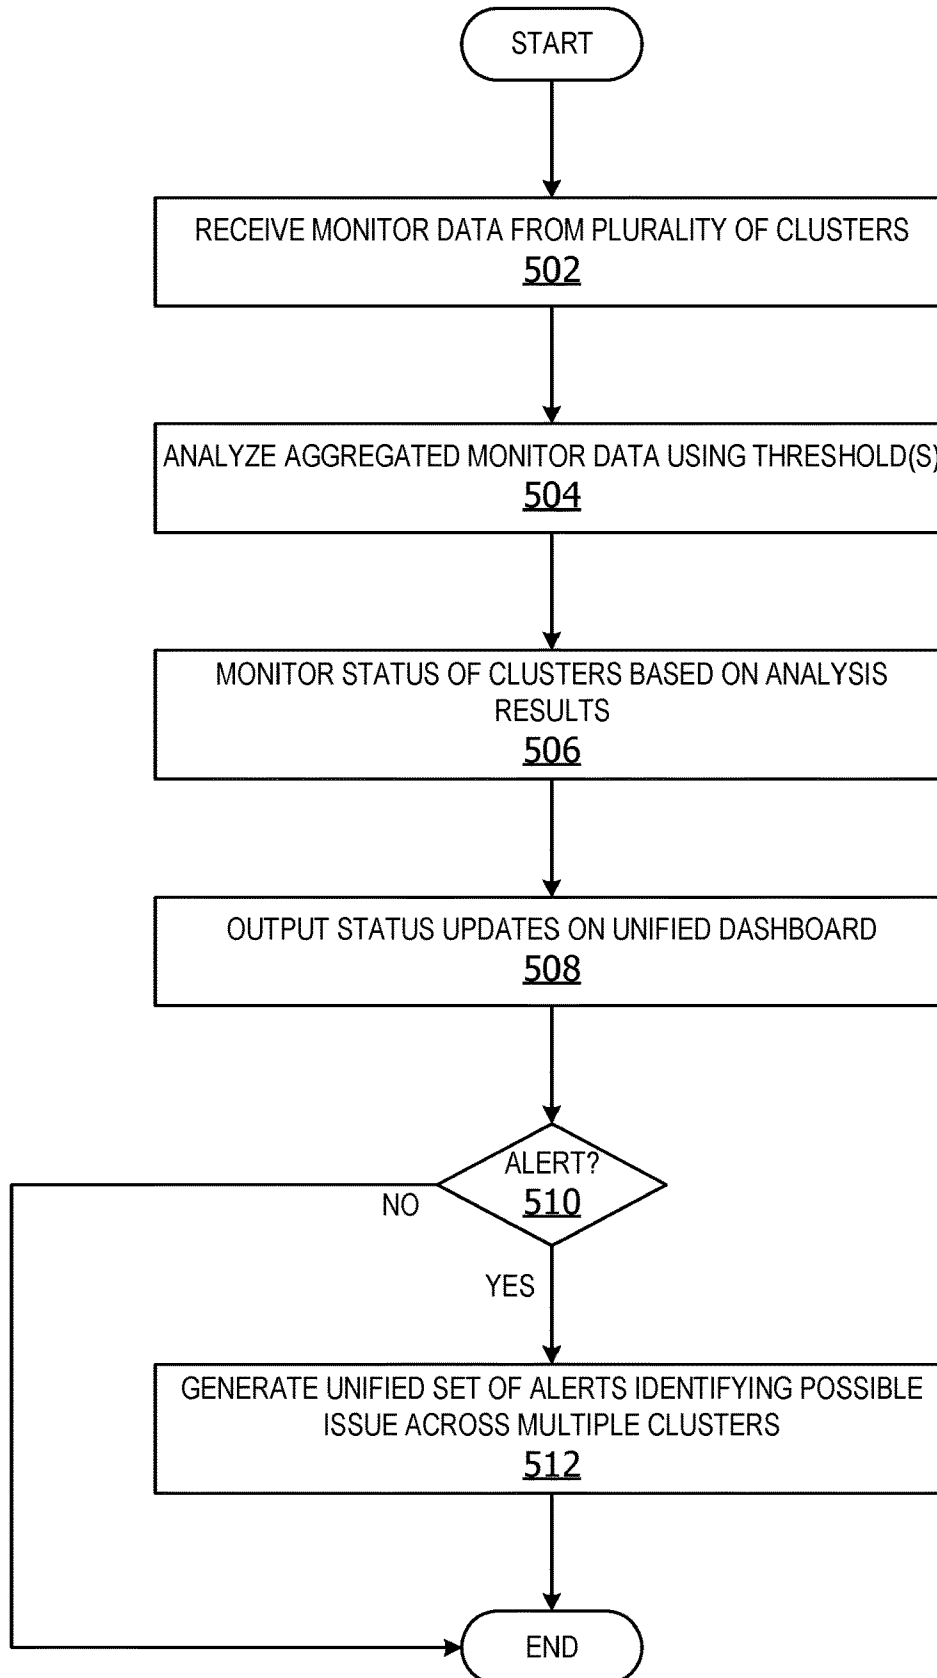 START
RECEIVE MONITOR DATA FROM PLURALITY OF CLUSTERS
502
ANALYZE AGGREGATED MONITOR DATA USING THRESHOLD(S)
504
MONITOR STATUS OF CLUSTERS BASED ON ANALYSIS
RESULTS
506
OUTPUT STATUS UPDATES ON UNIFIED DASHBOARD
508
ALERT?
510
NO
YES
GENERATE UNIFIED SET OF ALERTS IDENTIFYING POSSIBLE
ISSUE ACROSS MULTIPLE CLUSTERS
512
END